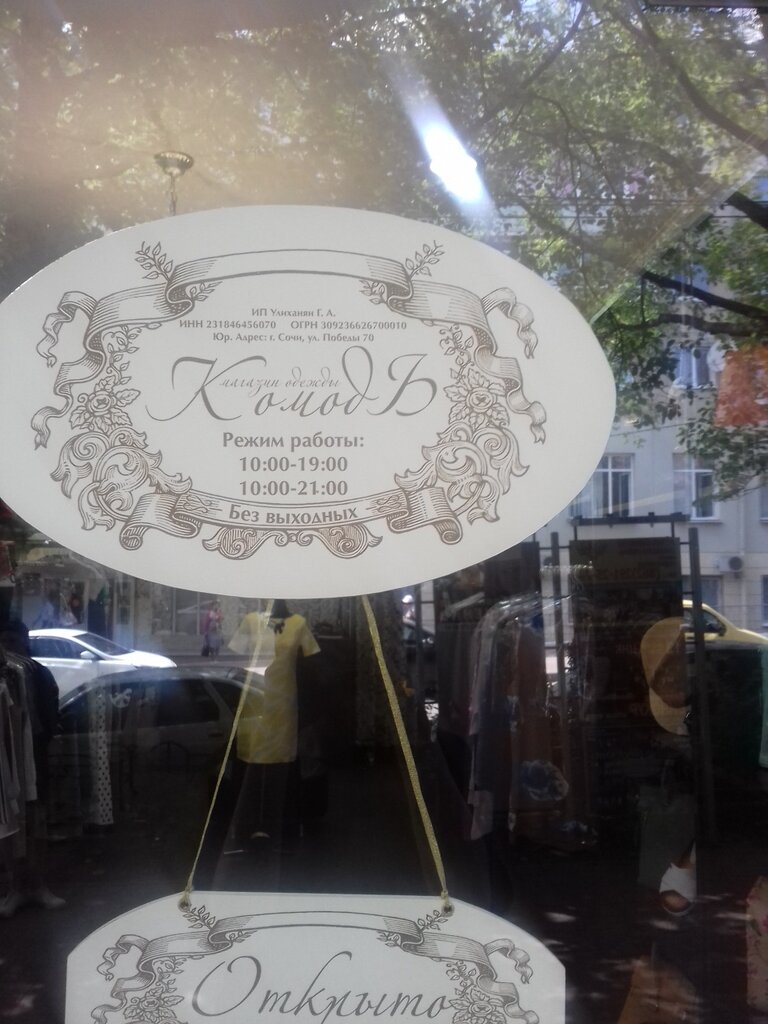 ИП Улиханян Г. А.
ИНН 231846456070 ОГРН 309236626700010
Юр. Адрес: г. Сочи, ул. Победы 70
магазин одежды
КомодЪ
Режим работы:
10:00-19:00
10:00-21:00
Без выходных
Открыто